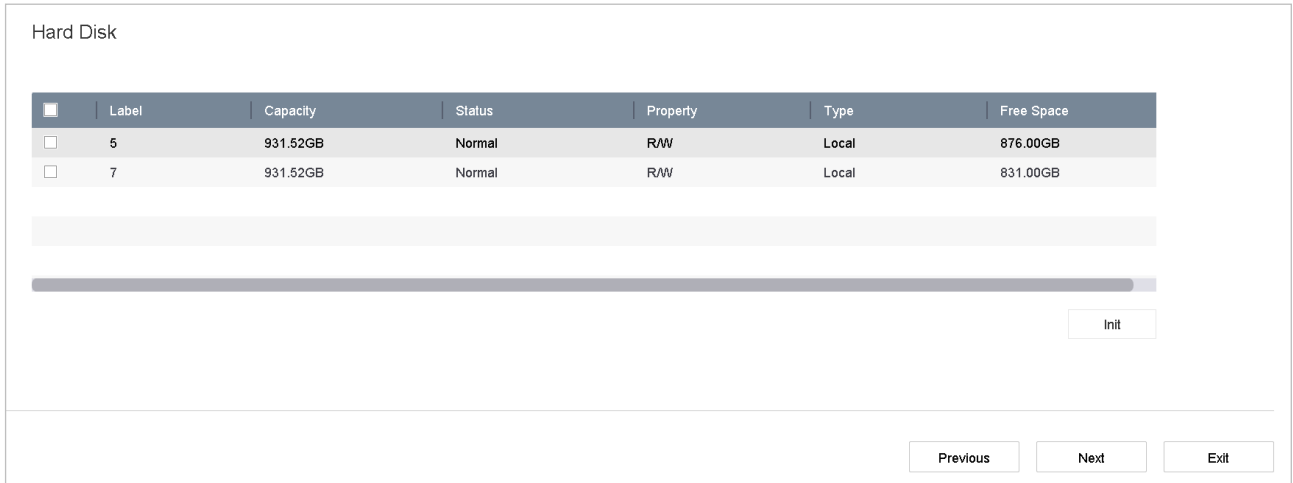 Hard Disk
Label Capacity Status Property Type Free Space
5 931.52GB Normal R/W Local 876.00GB
7 931.52GB Normal R/W Local 831.00GB
Init
Previous Next Exit